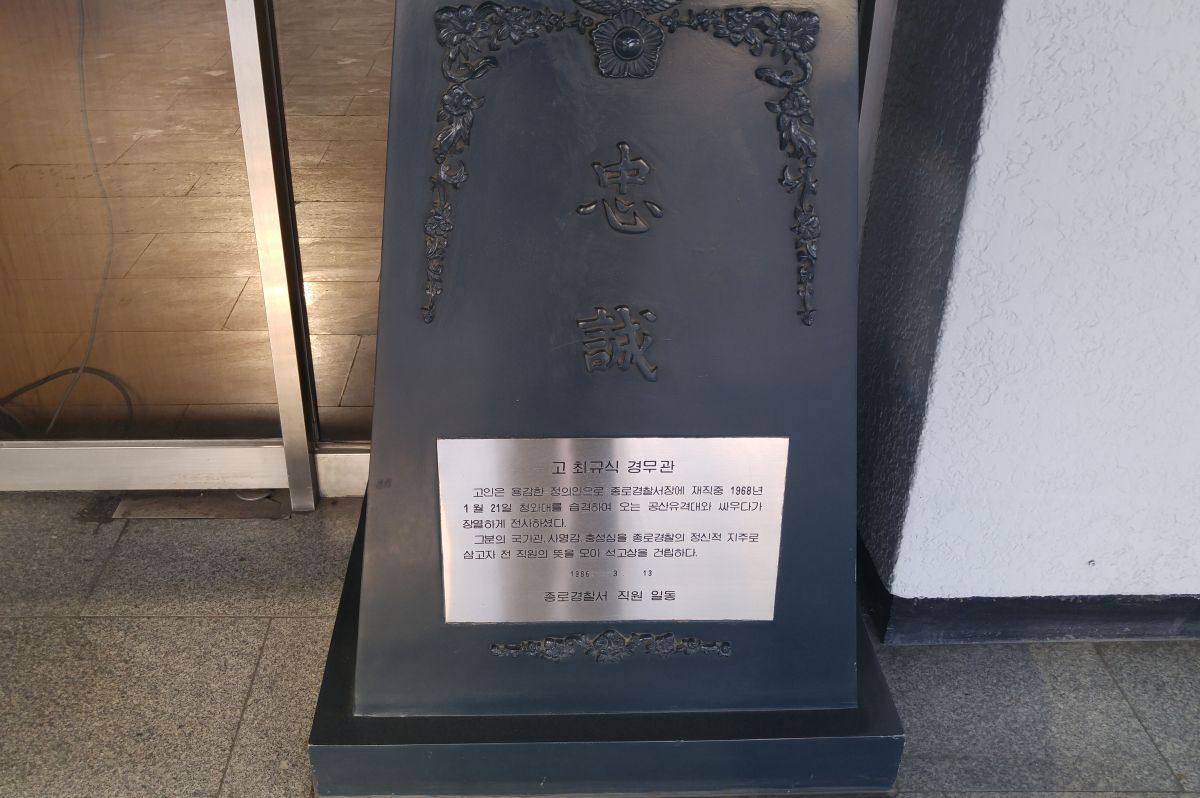 忠
誠
고 최규식 경무관
고인은 용감한 정의인으로 종로경찰서장에 재직중 1968년
1월 21일 청와대를 습격하여 오는 공산유격대와 싸우다가
장열하게 전사하셨다.
그분의 국가관, 사명감, 충성심을 종로경찰의 정신적 지주로
삼고자 전 직원의 뜻을 모아 석고상을 건립하다.
1986 3 13
종로경찰서 직원 일동